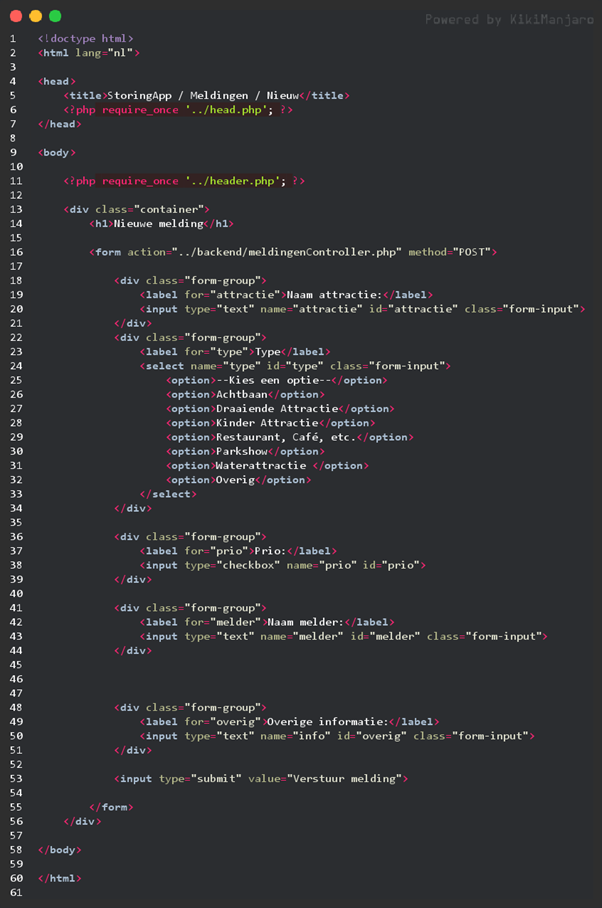 Powered by KikiManjaro
1 <!doctype html>
2 <html lang="nl">
3
4 <head>
5 <title>StoringApp / Meldingen / Nieuw</title>
6 <?php require_once '../head.php'; ?>
7 </head>
8
9 <body>
10
11 <?php require_once '../header.php'; ?>
12
13 <div class="container">
14 <h1>Nieuwe melding</h1>
15
16 <form action="../backend/meldingenController.php" method="POST">
17
18 <div class="form-group">
19 <label for="attractie">Naam attractie:</label>
20 <input type="text" name="attractie" id="attractie" class="form-input">
21 </div>
22 <div class="form-group">
23 <label for="type">Type</label>
24 <select name="type" id="type" class="form-input">
25 <option>--Kies een optie--</option>
26 <option>Achtbaan</option>
27 <option>Draaiende Attractie</option>
28 <option>Kinder Attractie</option>
29 <option>Restaurant, Café, etc.</option>
30 <option>Parkshow</option>
31 <option>Waterattractie </option>
32 <option>Overig</option>
33 </select>
34 </div>
35
36 <div class="form-group">
37 <label for="prio">Prio:</label>
38 <input type="checkbox" name="prio" id="prio">
39 </div>
40
41 <div class="form-group">
42 <label for="melder">Naam melder:</label>
43 <input type="text" name="melder" id="melder" class="form-input">
44 </div>
45
46
47
48 <div class="form-group">
49 <label for="overig">Overige informatie:</label>
50 <input type="text" name="info" id="overig" class="form-input">
51 </div>
52
53 <input type="submit" value="Verstuur melding">
54
55 </form>
56 </div>
57
58 </body>
59
60 </html>
61